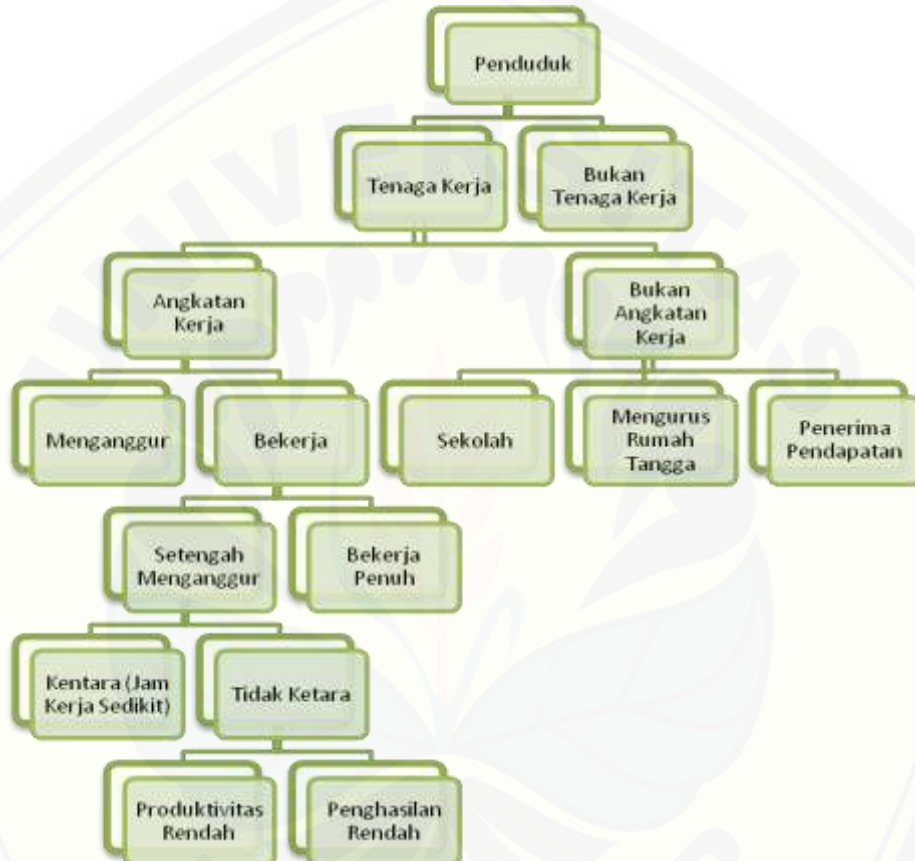 Penduduk
Tenaga Kerja
Bukan
Tenaga Kerja
Angkatan
Kerja
Bukan
Angkatan
Kerja
Menganggur
Bekerja
Sekolah
Mengurus
Rumah
Tangga
Penerima
Pendapatan
Setengah
Menganggur
Bekerja
Penuh
Kentara (Jam
Kerja Sedikit)
Tidak Ketara
Produktivitas
Rendah
Penghasilan
Rendah